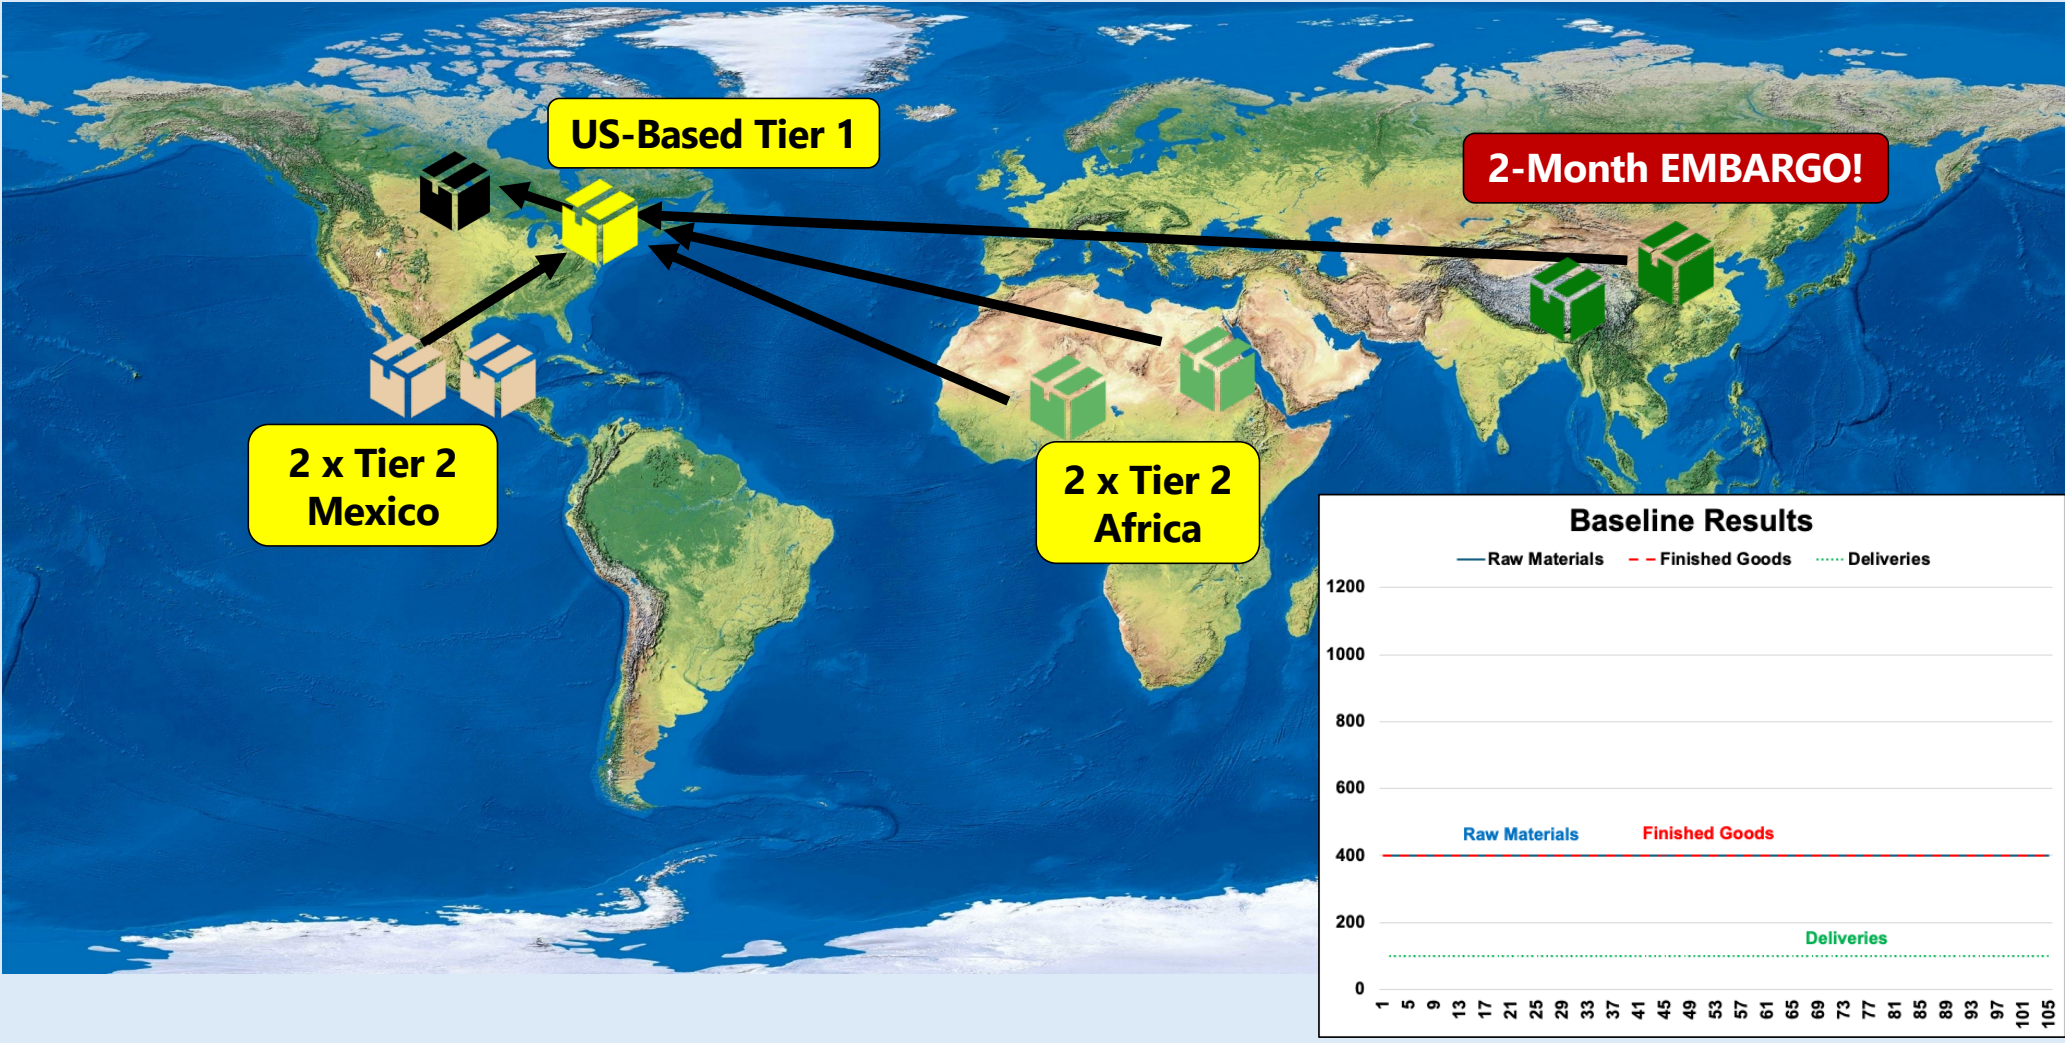 US-Based Tier 1
2-Month EMBARGO!
2 x Tier 2
Mexico
2 x Tier 2
Africa
Baseline Results
Raw Materials
Finished Goods
Deliveries
1200
1000
800
600
400
200
0
Raw Materials
Finished Goods
Deliveries
1
5
9
13
17
21
25
29
33
37
41
45
49
53
57
61
65
69
73
77
81
85
89
93
97
101
105